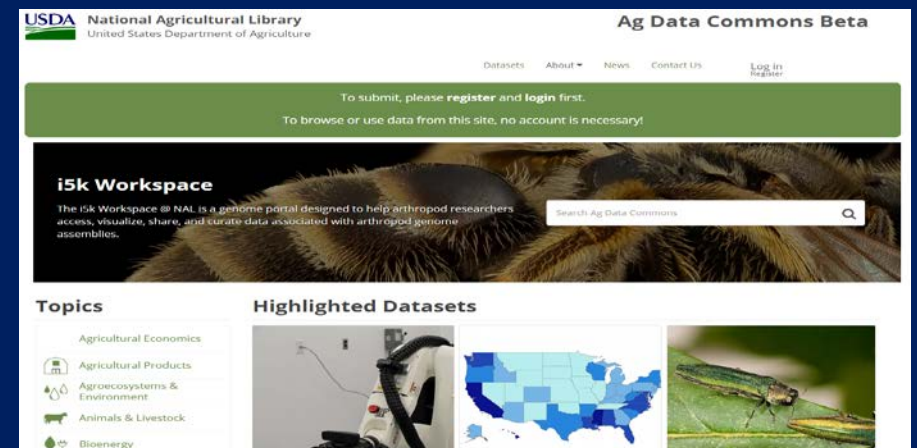 USDA
National Agricultural Library
United States Department of Agriculture
Ag Data Commons Beta
Datasets About News Contact Us Log in
Register
To submit, please register and login first.
To browse or use data from this site, no account is necessary!
i5k Workspace
The i5k Workspace @ NAL is a genome portal designed to help arthropod researchers
access, visualize, share, and curate data associated with arthropod genome
assemblies.
Search Ag Data Commons
Topics
Highlighted Datasets
Agricultural Economics
Agricultural Products
Agroecosystems &
Environment
Animals & Livestock
Bioenergy